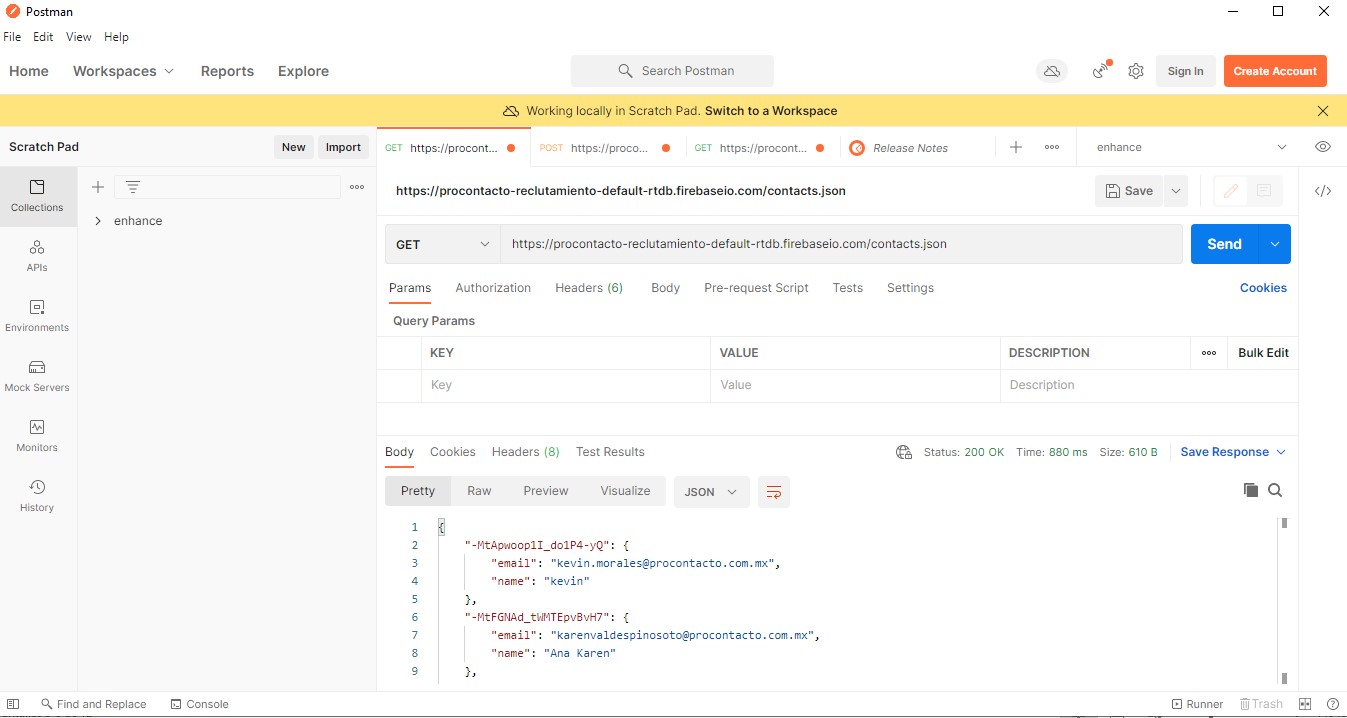 Postman
File Edit View Help
Home Workspaces Reports Explore Search Postman Sign In Create Account
Working locally in Scratch Pad. Switch to a Workspace
Scratch Pad New Import GET https://procont... POST https://proco... GET https://procont... Release Notes enhance
https://procontacto-reclutamiento-default-rtdb.firebaseio.com/contacts.json Save
Collections
enhance
GET https://procontacto-reclutamiento-default-rtdb.firebaseio.com/contacts.json Send
APIs
Params Authorization Headers (6) Body Pre-request Script Tests Settings Cookies
Query Params
Environments
KEY VALUE DESCRIPTION Bulk Edit
Key Value Description
Mock Servers
Monitors
Body Cookies Headers (8) Test Results Status: 200 OK Time: 880 ms Size: 610 B Save Response
Pretty Raw Preview Visualize JSON
History
1 {
2 "-MtApwoop1I_do1P4-yQ": {
3 "email": "kevin.morales@procontacto.com.mx",
4 "name": "kevin"
5 },
6 "-MtFGNAd_tWMTEpvBvH7": {
7 "email": "karenvaldespinosoto@procontacto.com.mx",
8 "name": "Ana Karen"
9 },
Find and Replace Console Runner Trash